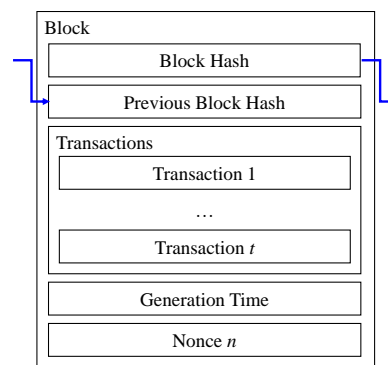 Block
Block Hash
Previous Block Hash
Transactions
Transaction 1
…
Transaction t
Generation Time
Nonce n